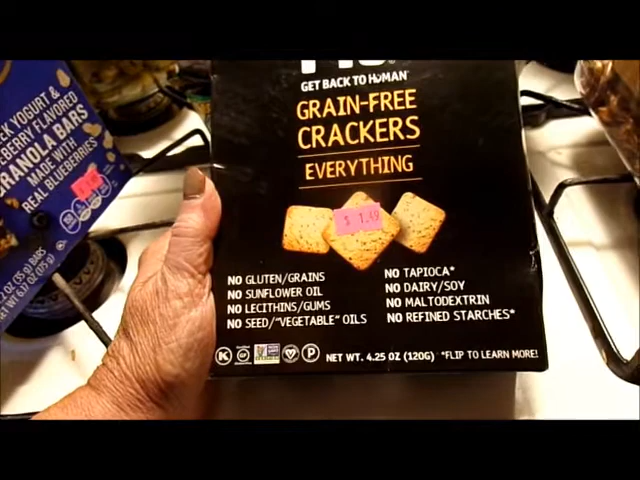 GET BACK TO HUMAN
GRAIN-FREE
CRACKERS
EVERYTHING
$ 1.49
NO GLUTEN/GRAINS
NO SUNFLOWER OIL
NO LECITHINS/GUMS
NO SEED/"VEGETABLE" OILS
NO TAPIOCA*
NO DAIRY/SOY
NO MALTODEXTRIN
NO REFINED STARCHES*
NET WT. 4.25 OZ (120G) *FLIP TO LEARN MORE!
YOGURT &
FLAVORED
GRANOLA BARS
MADE WITH
REAL BLUEBERRIES
BARS